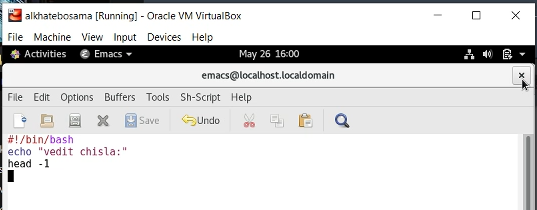 alkhatebosama [Running] - Oracle VM VirtualBox
File Machine View Input Devices Help
Activities Emacs May 26 16:00
emacs@localhost.localdomain
File Edit Options Buffers Tools Sh-Script Help
Save Undo
#!/bin/bash
echo "vedit chisla:"
head -1